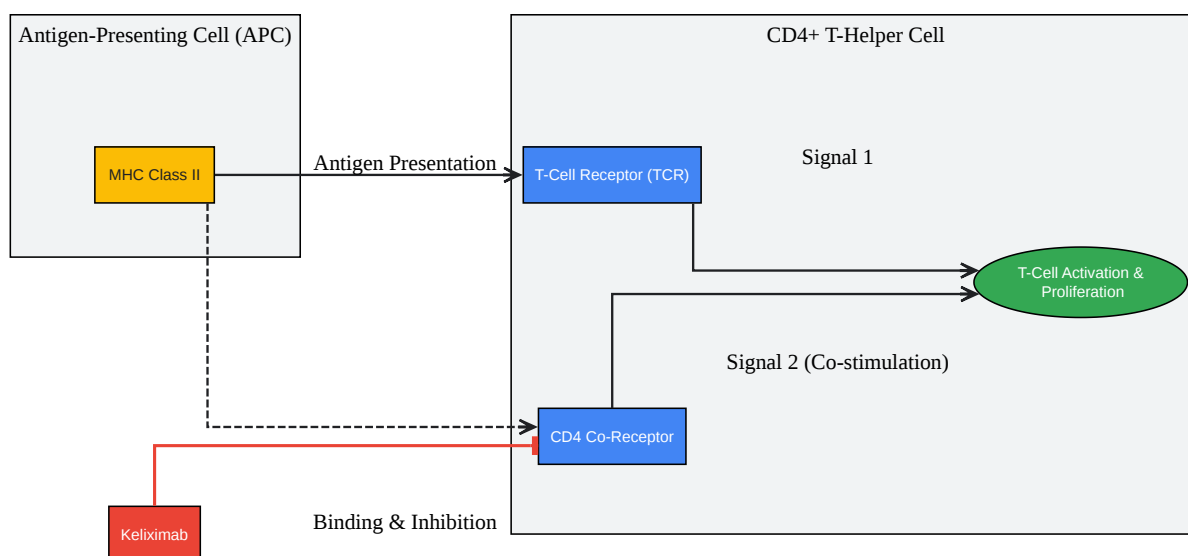 Antigen-Presenting Cell (APC)
CD4+ T-Helper Cell
MHC Class II
Antigen Presentation
T-Cell Receptor (TCR)
Signal 1
T-Cell Activation &
Proliferation
Signal 2 (Co-stimulation)
CD4 Co-Receptor
Binding & Inhibition
Keliximab